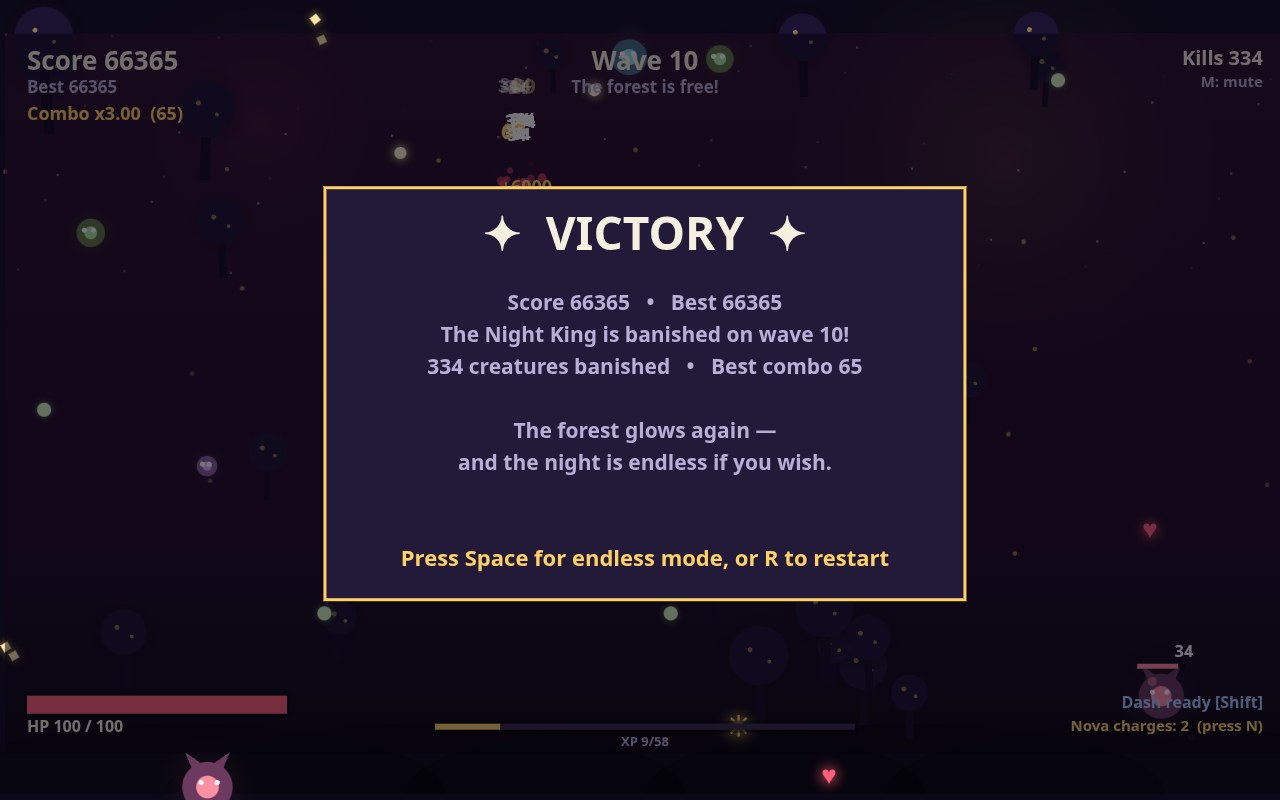 Score 66365
Best 66365
Combo x3.00 (65)
Wave 10
The forest is free!
Kills 334
M: mute
✦ VICTORY ✦
Score 66365 • Best 66365
The Night King is banished on wave 10!
334 creatures banished • Best combo 65
The forest glows again —
and the night is endless if you wish.
Press Space for endless mode, or R to restart
34
HP 100 / 100
XP 9/58
Dash ready [Shift]
Nova charges: 2 (press N)